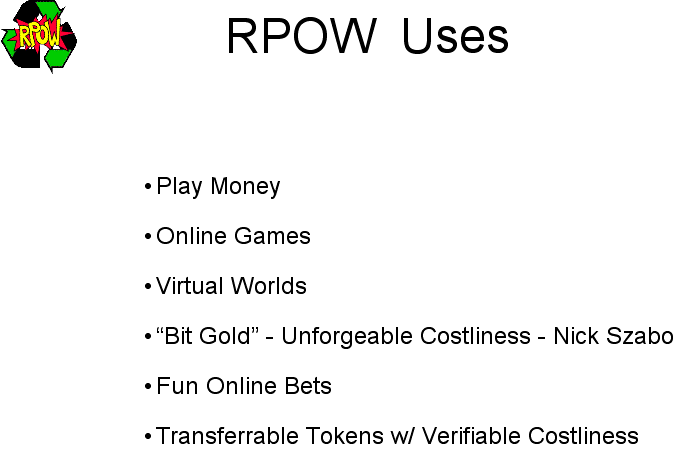 RPOW
RPOW Uses
•Play Money
•Online Games
•Virtual Worlds
•“Bit Gold” - Unforgeable Costliness - Nick Szabo
•Fun Online Bets
•Transferrable Tokens w/ Verifiable Costliness